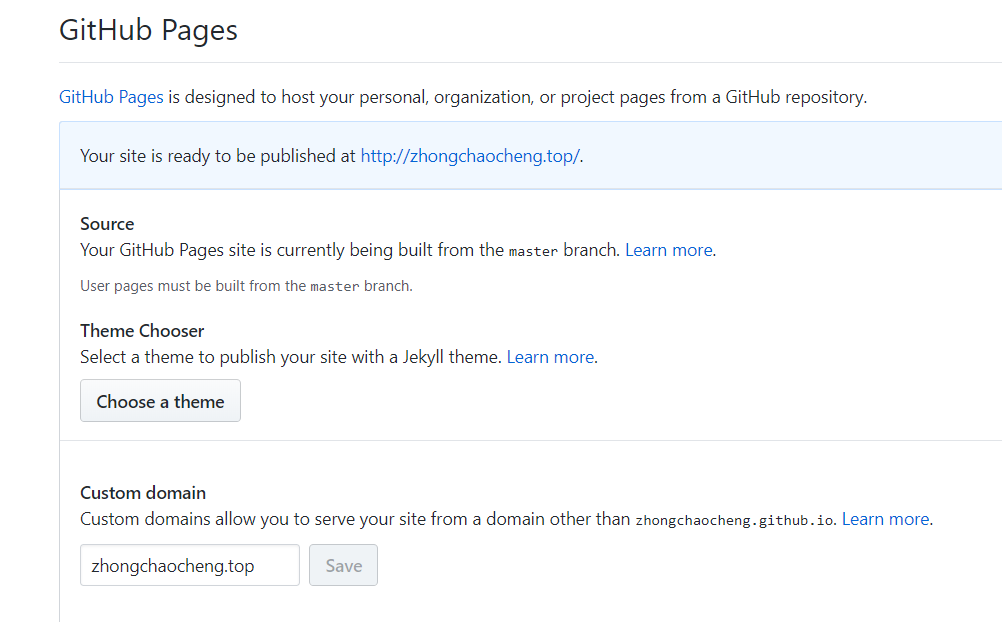 GitHub Pages
GitHub Pages is designed to host your personal, organization, or project pages from a GitHub repository.
Your site is ready to be published at http://zhongchaocheng.top/.
Source
Your GitHub Pages site is currently being built from the master branch. Learn more.
User pages must be built from the master branch.
Theme Chooser
Select a theme to publish your site with a Jekyll theme. Learn more.
Choose a theme
Custom domain
Custom domains allow you to serve your site from a domain other than zhongchaocheng.github.io. Learn more.
zhongchaocheng.top Save